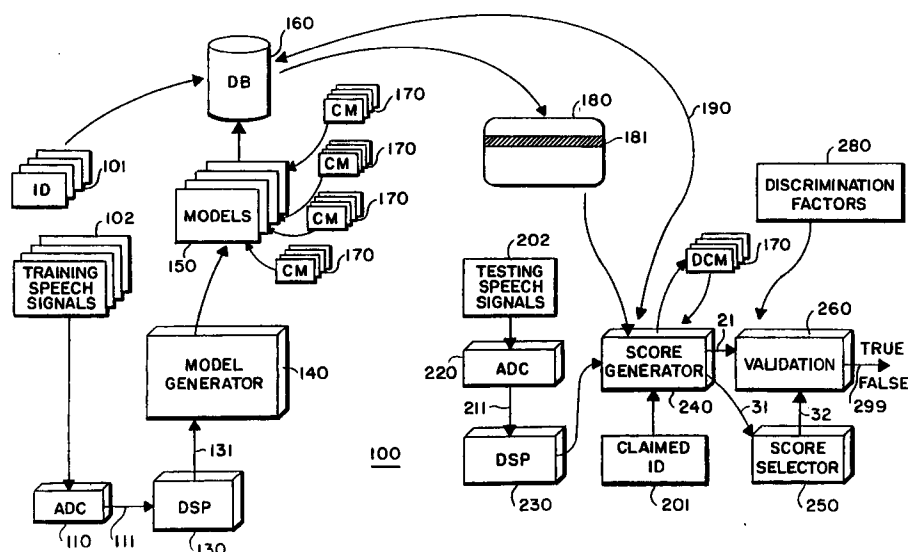 160
DB
ID
101
102
TRAINING
SPEECH
SIGNALS
CM
170
CM
170
CM
170
CM
170
MODELS
150
MODEL
GENERATOR
140
131
ADC
110
111
DSP
130
180
181
190
202
TESTING
SPEECH
SIGNALS
220
ADC
211
DSP
230
100
DCM
170
SCORE
GENERATOR
240
CLAIMED
ID
201
21
31
32
280
DISCRIMINATION
FACTORS
260
VALIDATION
TRUE
FALSE
299
SCORE
SELECTOR
250